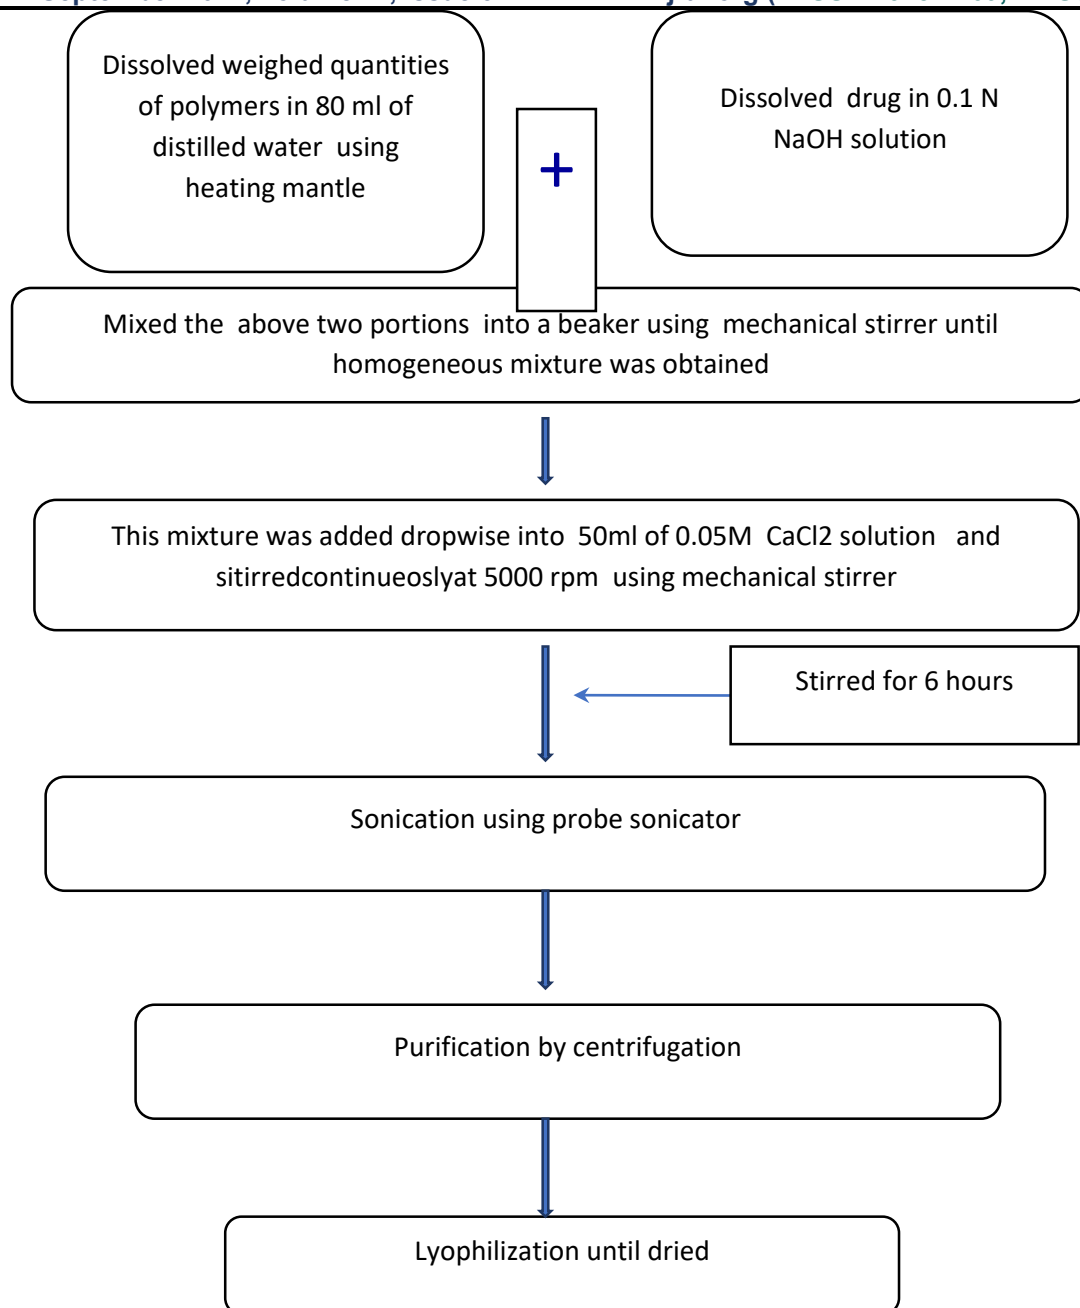 Dissolved weighed quantities
of polymers in 80 ml of
distilled water using
heating mantle
+
Dissolved drug in 0.1 N
NaOH solution
Mixed the above two portions into a beaker using mechanical stirrer until
homogeneous mixture was obtained
This mixture was added dropwise into 50ml of 0.05M CaCl2 solution and
sitirredcontinueoslyat 5000 rpm using mechanical stirrer
Stirred for 6 hours
Sonication using probe sonicator
Purification by centrifugation
Lyophilization until dried